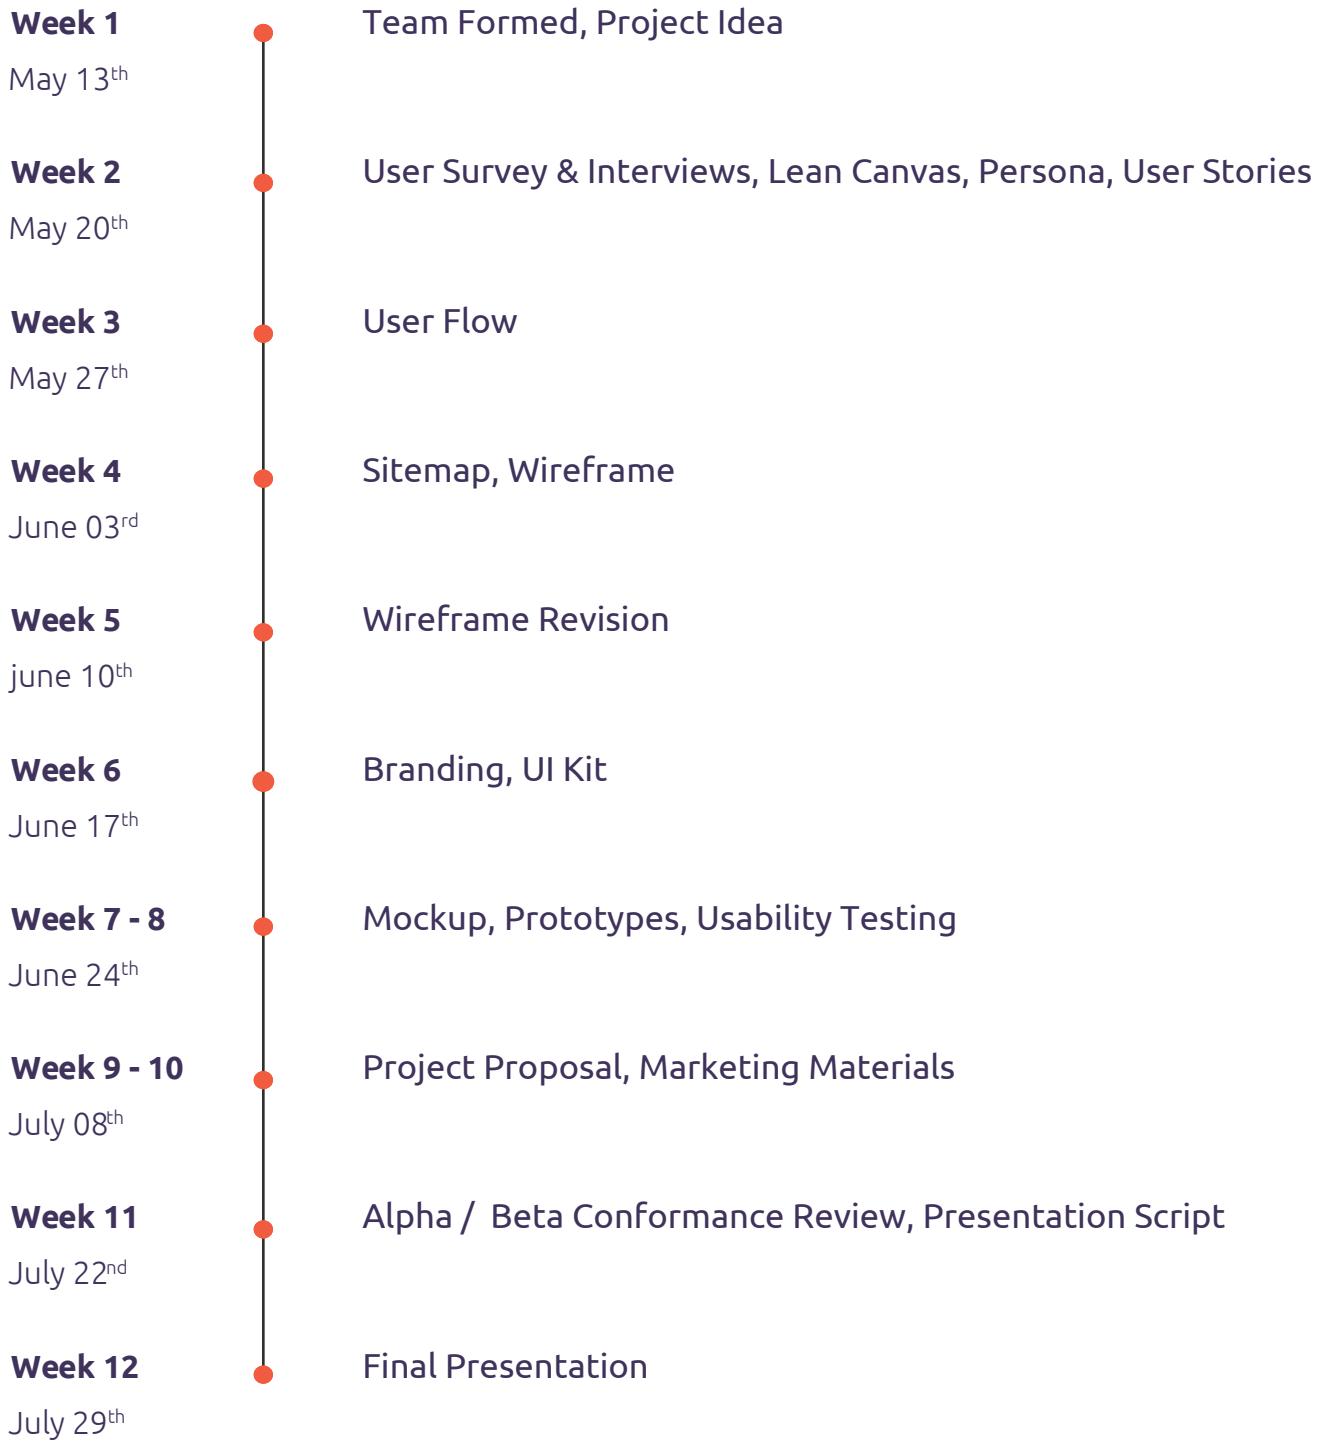 Week 1
Team Formed, Project Idea
May 13th
Week 2
User Survey & Interviews, Lean Canvas, Persona, User Stories
May 20th
Week 3
User Flow
May 27th
Week 4
Sitemap, Wireframe
June 03rd
Week 5
Wireframe Revision
june 10th
Week 6
Branding, UI Kit
June 17th
Week 7 - 8
Mockup, Prototypes, Usability Testing
June 24th
Week 9 - 10
Project Proposal, Marketing Materials
July 08th
Week 11
Alpha / Beta Conformance Review, Presentation Script
July 22nd
Week 12
Final Presentation
July 29th